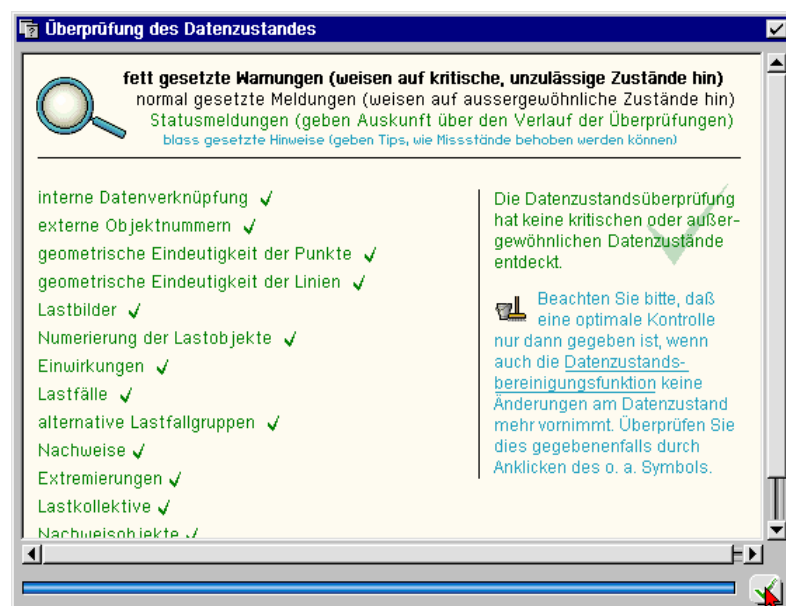 Überprüfung des Datenzustandes
fett gesetzte Warnungen (weisen auf kritische, unzulässige Zustände hin)
normal gesetzte Meldungen (weisen auf aussergewöhnliche Zustände hin)
Statusmeldungen (geben Auskunft über den Verlauf der Überprüfungen)
blass gesetzte Hinweise (geben Tips, wie Missstände behoben werden können)
interne Datenverknüpfung ✓
externe Objektnummern ✓
geometrische Eindeutigkeit der Punkte ✓
geometrische Eindeutigkeit der Linien ✓
Lastbilder ✓
Numerierung der Lastobjekte ✓
Einwirkungen ✓
Lastfälle ✓
alternative Lastfallgruppen ✓
Nachweise ✓
Extremierungen ✓
Lastkollektive ✓
Nachweisobjekte ✓
Die Datenzustandsüberprüfung
hat keine kritischen oder außer-
gewöhnlichen Datenzustände
entdeckt.
Beachten Sie bitte, daß
eine optimale Kontrolle
nur dann gegeben ist, wenn
auch die Datenzustands-
bereinigungsfunktion keine
Änderungen am Datenzustand
mehr vornimmt. Überprüfen Sie
dies gegebenenfalls durch
Anklicken des o. a. Symbols.